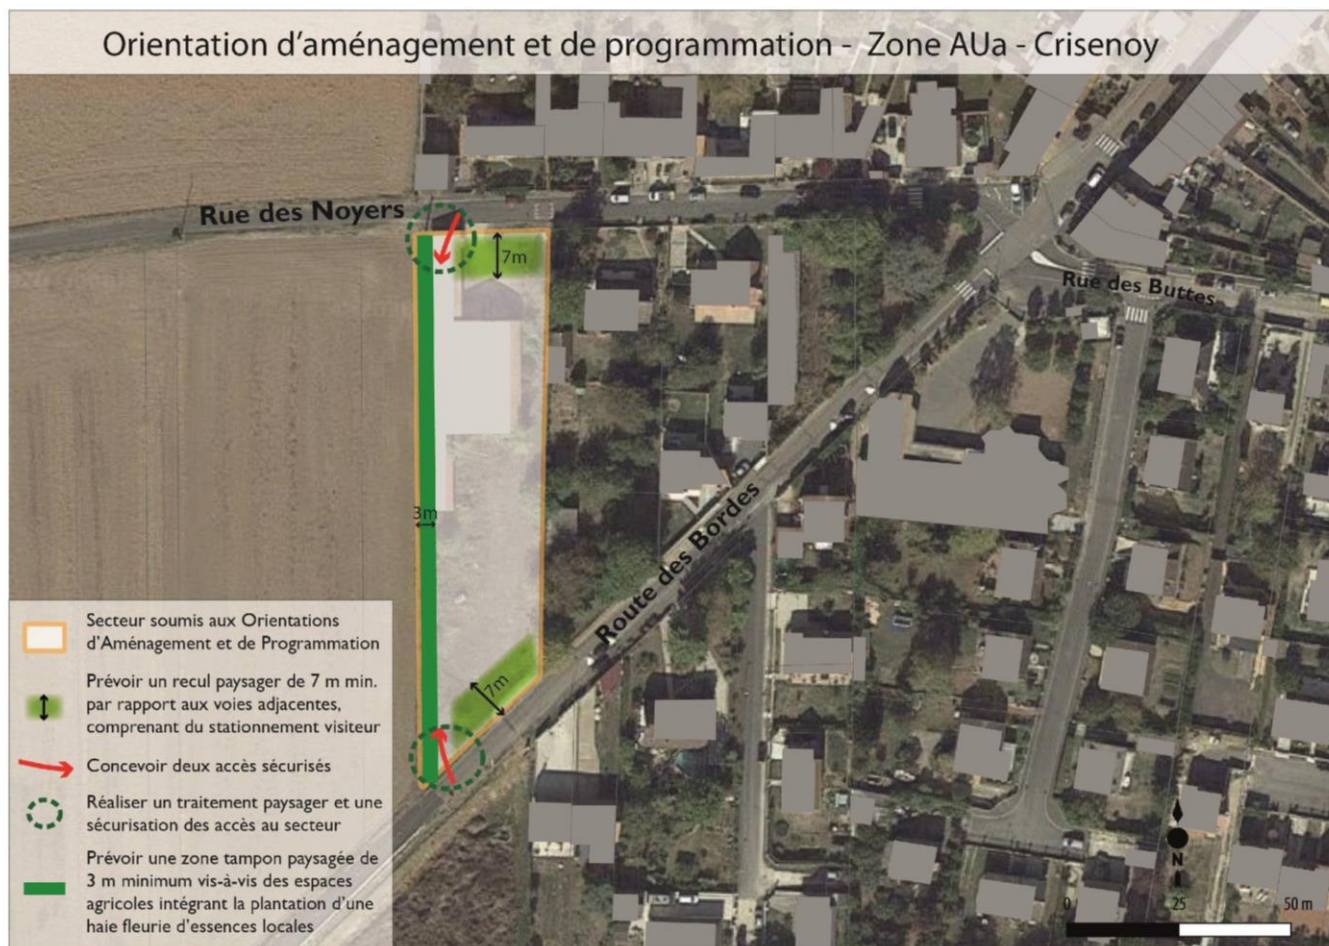 Orientation d'aménagement et de programmation - Zone AUa - Crisenoy
Rue des Noyers
7m
Rue des Buttes
3m
Route des Bordes
7m
Secteur soumis aux Orientations
d'Aménagement et de Programmation
Prévoir un recul paysager de 7 m min.
par rapport aux voies adjacentes,
comprenant du stationnement visiteur
Concevoir deux accès sécurisés
Réaliser un traitement paysager et une
sécurisation des accès au secteur
Prévoir une zone tampon paysagée de
3 m minimum vis-à-vis des espaces
agricoles intégrant la plantation d'une
haie fleurie d'essences locales
N
0 25 50 m